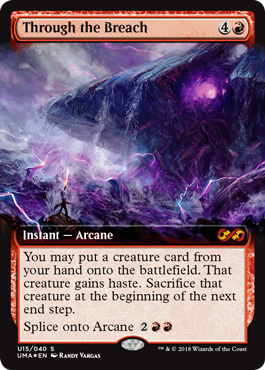 Through the Breach 4
Instant — Arcane
You may put a creature card from
your hand onto the battlefield. That
creature gains haste. Sacrifice that
creature at the beginning of the next
end step.
Splice onto Arcane 2
U15/040 S
UMA★EN Randy Vargas
™ & © 2018 Wizards of the Coast